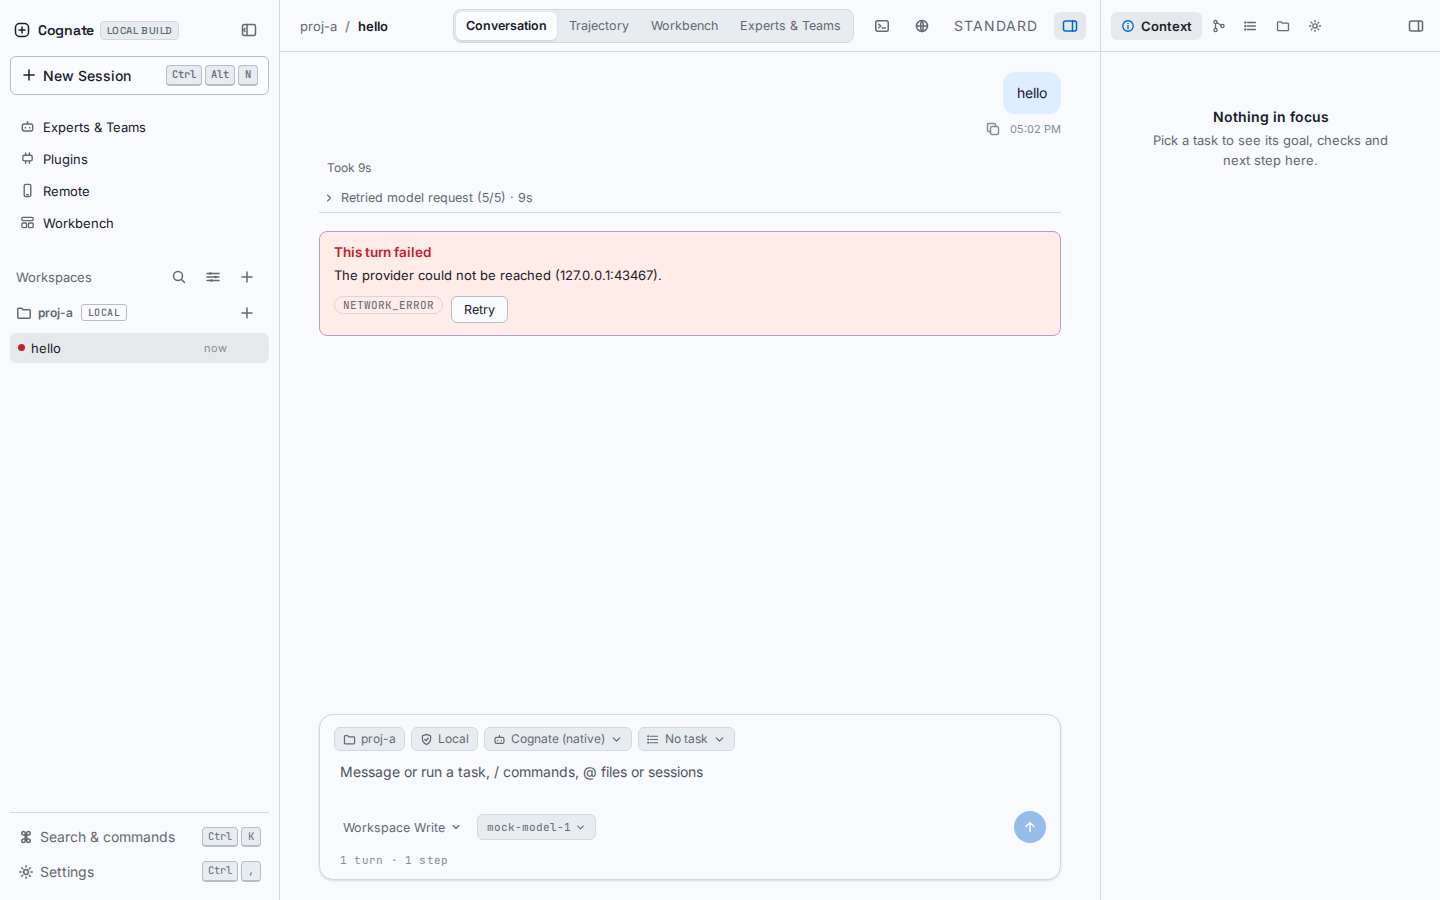 Cognate LOCAL BUILD
New Session Ctrl Alt N
Experts & Teams
Plugins
Remote
Workbench
Workspaces
proj-a LOCAL
hello now
Search & commands Ctrl K
Settings Ctrl ,
proj-a / hello
Conversation Trajectory Workbench Experts & Teams
STANDARD
hello
05:02 PM
Took 9s
Retried model request (5/5) · 9s
This turn failed
The provider could not be reached (127.0.0.1:43467).
NETWORK_ERROR Retry
proj-a Local Cognate (native) No task
Message or run a task, / commands, @ files or sessions
Workspace Write mock-model-1
1 turn · 1 step
Context
Nothing in focus
Pick a task to see its goal, checks and
next step here.